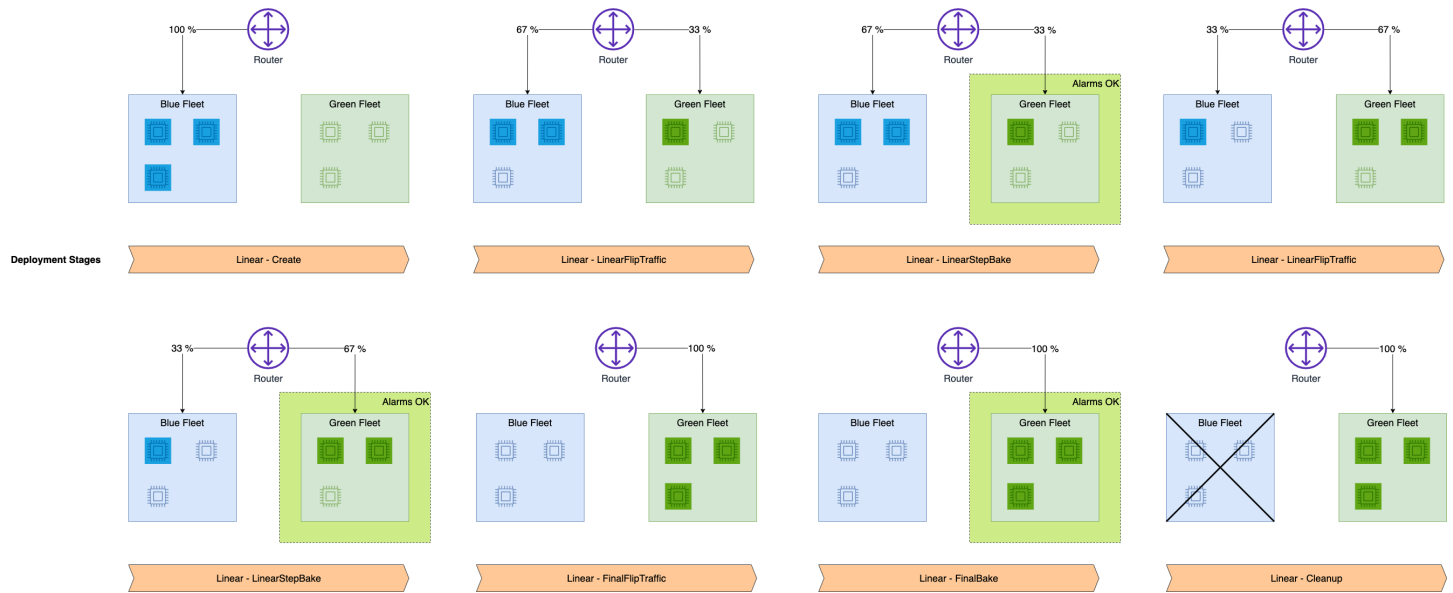 100 %
Router
Blue Fleet
Green Fleet
67 %
33 %
Router
Blue Fleet
Green Fleet
67 %
33 %
Router
Alarms OK
Blue Fleet
Green Fleet
33 %
67 %
Router
Blue Fleet
Green Fleet
Deployment Stages
Linear - Create
Linear - LinearFlipTraffic
Linear - LinearStepBake
Linear - LinearFlipTraffic
33 %
67 %
Router
Alarms OK
Blue Fleet
Green Fleet
100 %
Router
Blue Fleet
Green Fleet
100 %
Router
Alarms OK
Blue Fleet
Green Fleet
100 %
Router
Blue Fleet
Green Fleet
Linear - LinearStepBake
Linear - FinalFlipTraffic
Linear - FinalBake
Linear - Cleanup